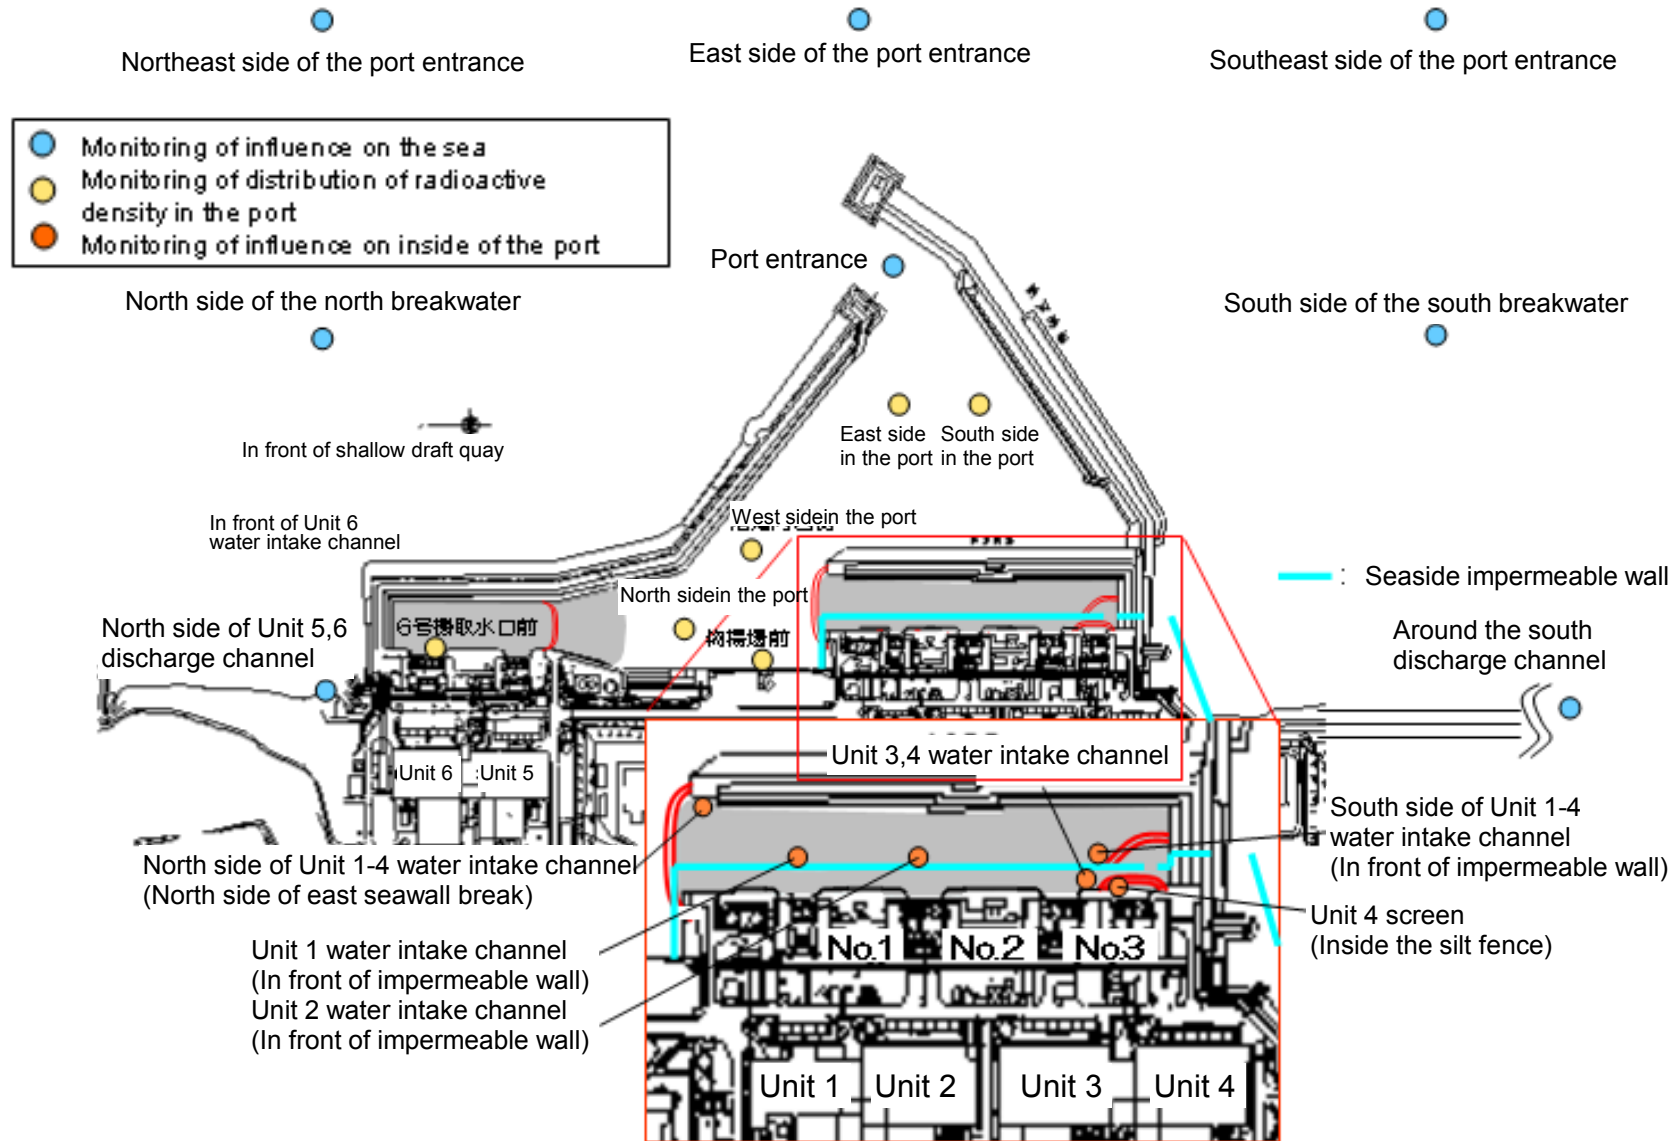 Northeast side of the port entrance
East side of the port entrance
Southeast side of the port entrance
Monitoring of influence on the sea
Monitoring of distribution of radioactive
density in the port
Monitoring of influence on inside of the port
Port entrance
North side of the north breakwater
South side of the south breakwater
In front of shallow draft quay
East side
in the port
South side
in the port
In front of Unit 6
water intake channel
West sidein the port
North sidein the port
: Seaside impermeable wall
6号機取水口前
物揚場前
North side of Unit 5,6
discharge channel
Around the south
discharge channel
Unit 6
Unit 5
Unit 3,4 water intake channel
South side of Unit 1-4
water intake channel
(In front of impermeable wall)
North side of Unit 1-4 water intake channel
(North side of east seawall break)
Unit 4 screen
(Inside the silt fence)
Unit 1 water intake channel
(In front of impermeable wall)
Unit 2 water intake channel
(In front of impermeable wall)
No.1
No.2
No.3
Unit 1
Unit 2
Unit 3
Unit 4